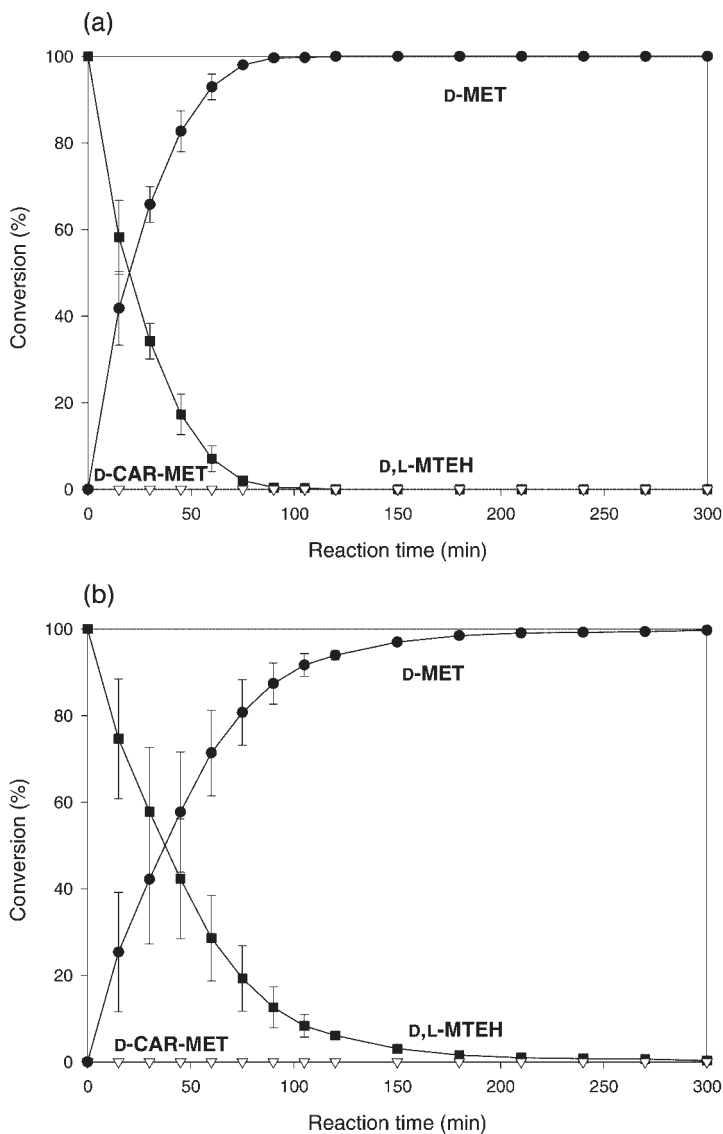 (a)
100
80
60
40
20
0
Conversion (%)
D-MET
D-CAR-MET
D,L-MTEH
0 50 100 150 200 250 300
Reaction time (min)
(b)
100
80
60
40
20
0
Conversion (%)
D-MET
D-CAR-MET
D,L-MTEH
0 50 100 150 200 250 300
Reaction time (min)